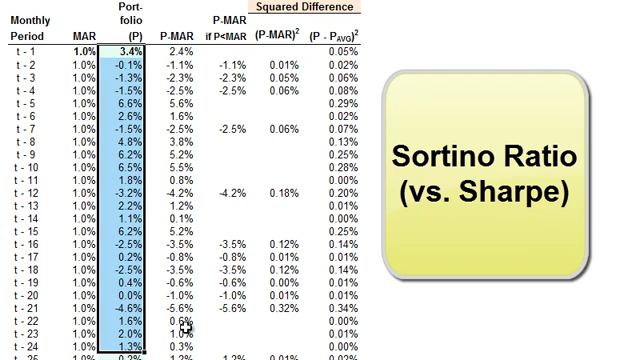 Squared Difference
Port-
Monthly folio P-MAR
Period MAR (P) P-MAR if P<MAR (P-MAR)2 (P - PAVG)2
t - 1 1.0% 3.4% 2.4% 0.05%
t - 2 1.0% -0.1% -1.1% -1.1% 0.01% 0.02%
t - 3 1.0% -1.3% -2.3% -2.3% 0.05% 0.06%
t - 4 1.0% -1.5% -2.5% -2.5% 0.06% 0.08%
t - 5 1.0% 6.6% 5.6% 0.29%
t - 6 1.0% 2.6% 1.6% 0.02%
t - 7 1.0% -1.5% -2.5% -2.5% 0.06% 0.07%
t - 8 1.0% 4.8% 3.8% 0.13%
t - 9 1.0% 6.2% 5.2% 0.25%
t - 10 1.0% 6.5% 5.5% 0.28%
t - 11 1.0% 1.8% 0.8% 0.00%
t - 12 1.0% -3.2% -4.2% -4.2% 0.18% 0.20%
t - 13 1.0% 2.2% 1.2% 0.01%
t - 14 1.0% 1.1% 0.1% 0.00%
t - 15 1.0% 6.2% 5.2% 0.25%
t - 16 1.0% -2.5% -3.5% -3.5% 0.12% 0.14%
t - 17 1.0% 0.2% -0.8% -0.8% 0.01% 0.01%
t - 18 1.0% -2.5% -3.5% -3.5% 0.12% 0.14%
t - 19 1.0% 0.4% -0.6% -0.6% 0.00% 0.01%
t - 20 1.0% 0.0% -1.0% -1.0% 0.01% 0.01%
t - 21 1.0% -4.6% -5.6% -5.6% 0.32% 0.34%
t - 22 1.0% 1.6% 0.6% 0.00%
t - 23 1.0% 2.0% 1.0% 0.01%
t - 24 1.0% 1.3% 0.3% 0.00%
t - 25 1.0% 0.01% 0.02%
Sortino Ratio
(vs. Sharpe)